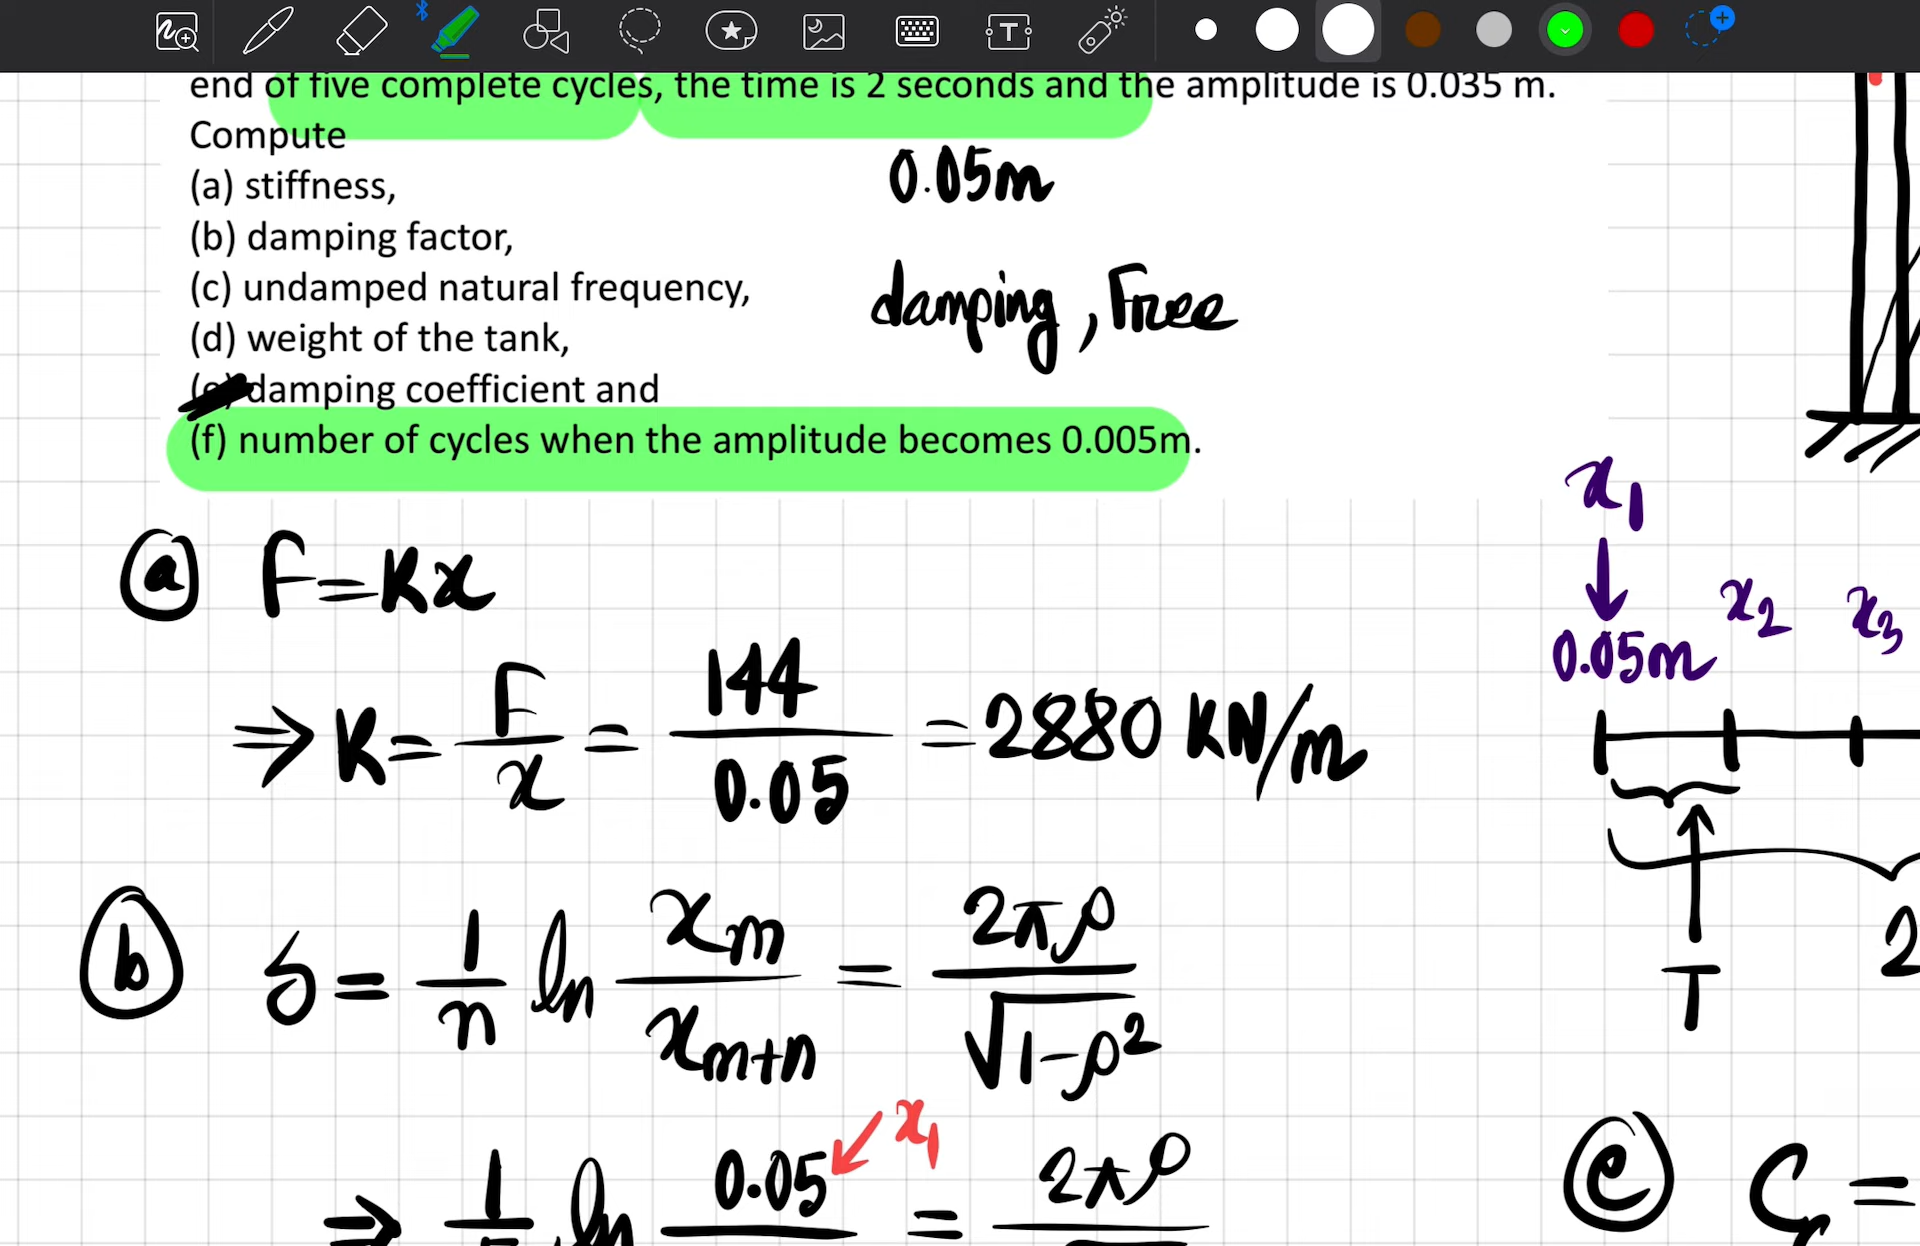 end of five complete cycles, the time is 2 seconds and the amplitude is 0.035 m.
Compute
0.05m
(a) stiffness,
(b) damping factor,
(c) undamped natural frequency,
damping, Free
(d) weight of the tank,
damping coefficient and
(f) number of cycles when the amplitude becomes 0.005m.
x₁
↓
0.05m x₂ x₃
ⓐ F=Kx
⇒ K = F/x = 144/0.05 = 2880 KN/m
T 2
ⓑ δ = 1/n ln xm/xm+n = 2πρ/√1-ρ²
x₁
⇒ 1 ln 0.05 = 2πρ
ⓔ C =